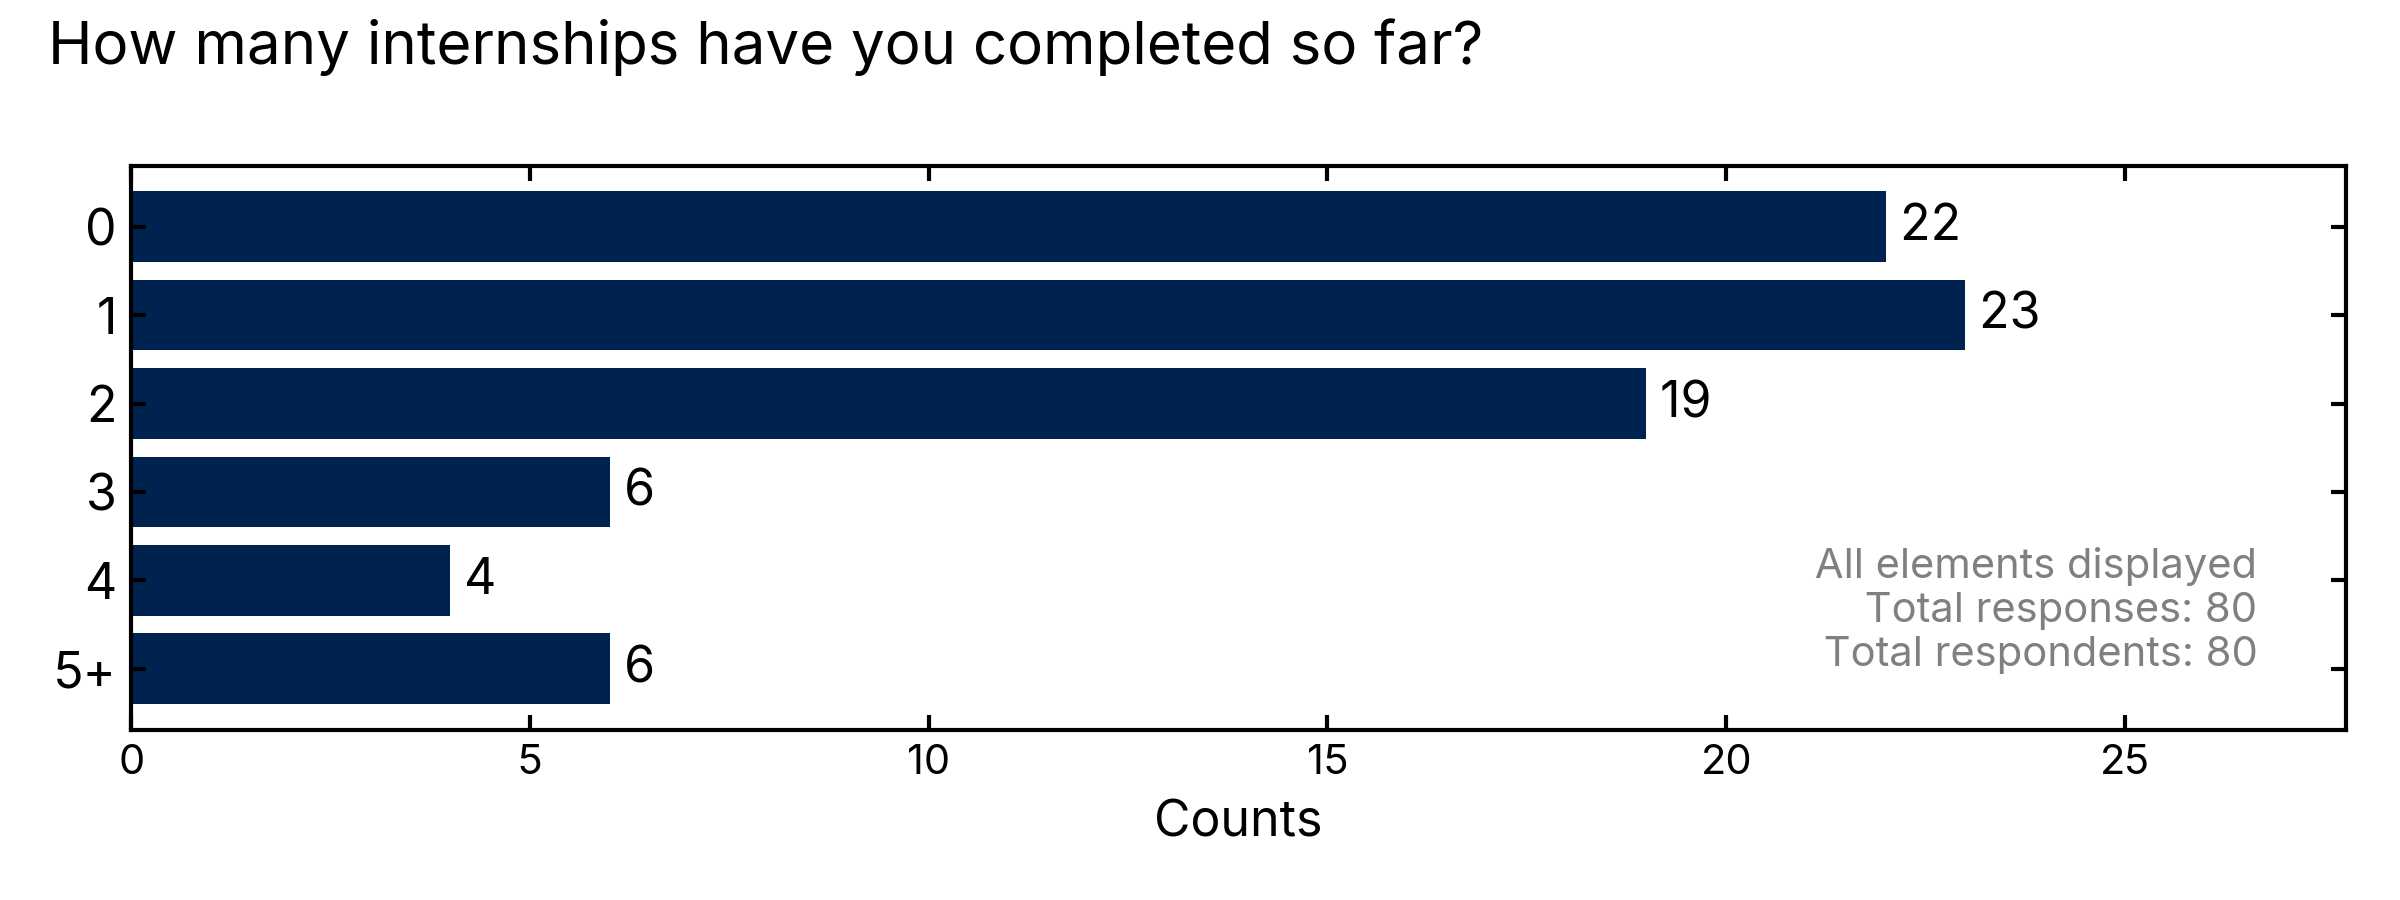 How many internships have you completed so far?
0
22
1
23
2
19
3
6
4
4
5+
6
All elements displayed
Total responses: 80
Total respondents: 80
0 5 10 15 20 25
Counts